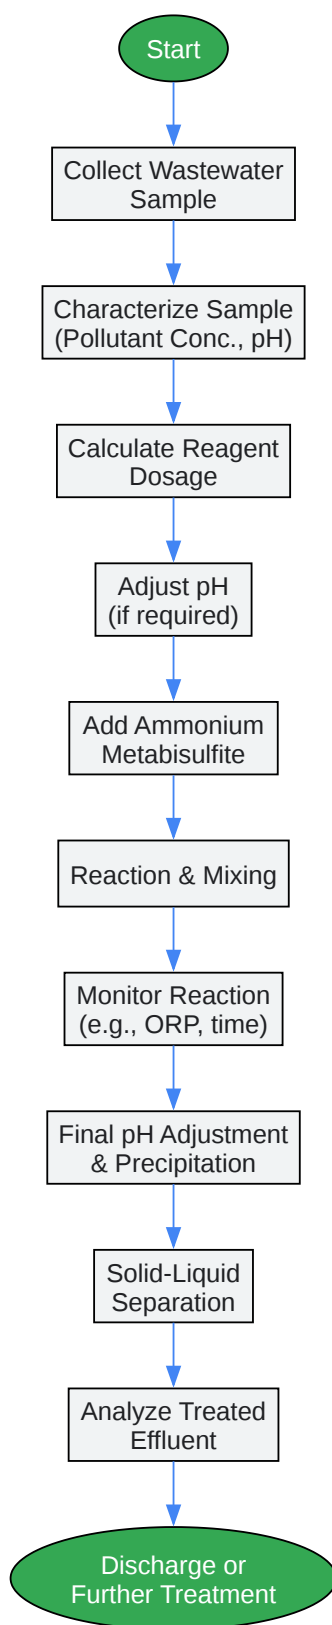 Start
Collect Wastewater
Sample
Characterize Sample
(Pollutant Conc., pH)
Calculate Reagent
Dosage
Adjust pH
(if required)
Add Ammonium
Metabisulfite
Reaction & Mixing
Monitor Reaction
(e.g., ORP, time)
Final pH Adjustment
& Precipitation
Solid-Liquid
Separation
Analyze Treated
Effluent
Discharge or
Further Treatment